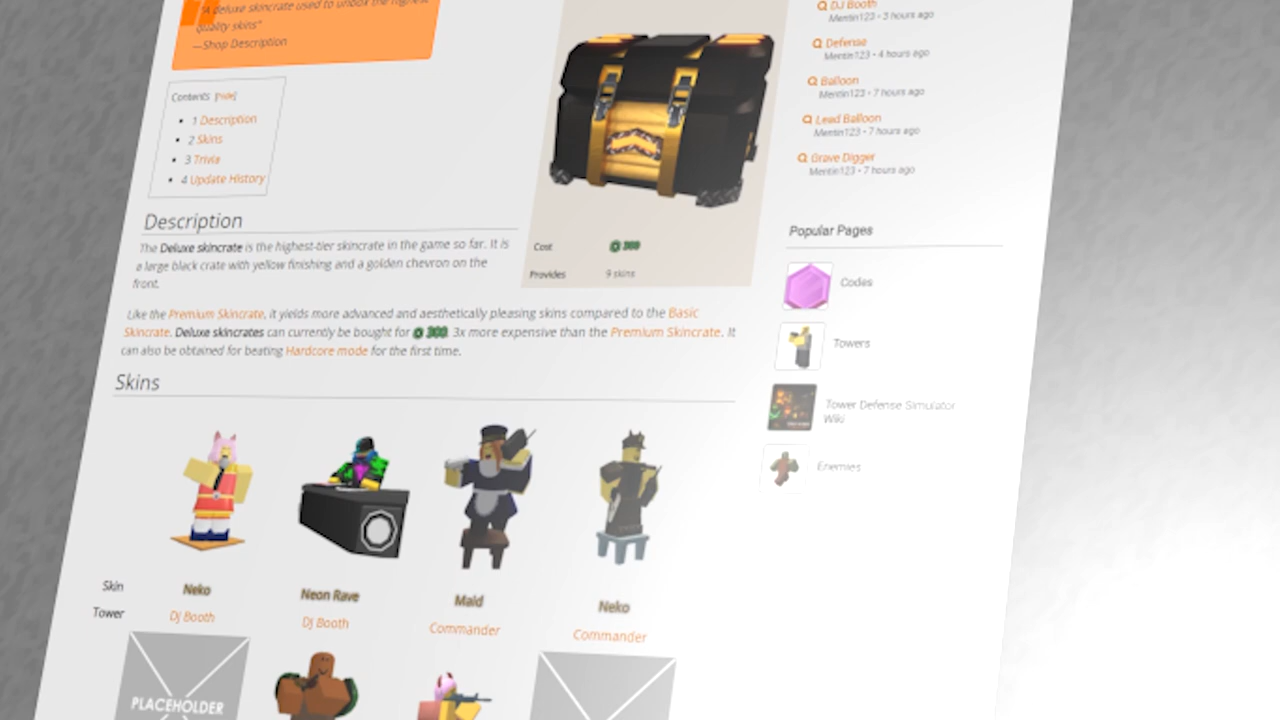 "A deluxe skincrate used to unbox the highest
quality skins"
—Shop Description
Contents [hide]
1 Description
2 Skins
3 Trivia
4 Update History
Description
The Deluxe skincrate is the highest-tier skincrate in the game so far. It is
a large black crate with yellow finishing and a golden chevron on the
front.
Cost 300
Provides 9 skins
Like the Premium Skincrate, it yields more advanced and aesthetically pleasing skins compared to the Basic
Skincrate. Deluxe skincrates can currently be bought for 300. 3x more expensive than the Premium Skincrate. It
can also be obtained for beating Hardcore mode for the first time.
Skins
Skin Neko Neon Rave Maid Neko
Tower DJ Booth DJ Booth Commander Commander
PLACEHOLDER
DJ Booth
Mentin123 • 3 hours ago
Defense
Mentin123 • 4 hours ago
Balloon
Mentin123 • 7 hours ago
Lead Balloon
Mentin123 • 7 hours ago
Grave Digger
Mentin123 • 7 hours ago
Popular Pages
Codes
Towers
Tower Defense Simulator
Wiki
Enemies